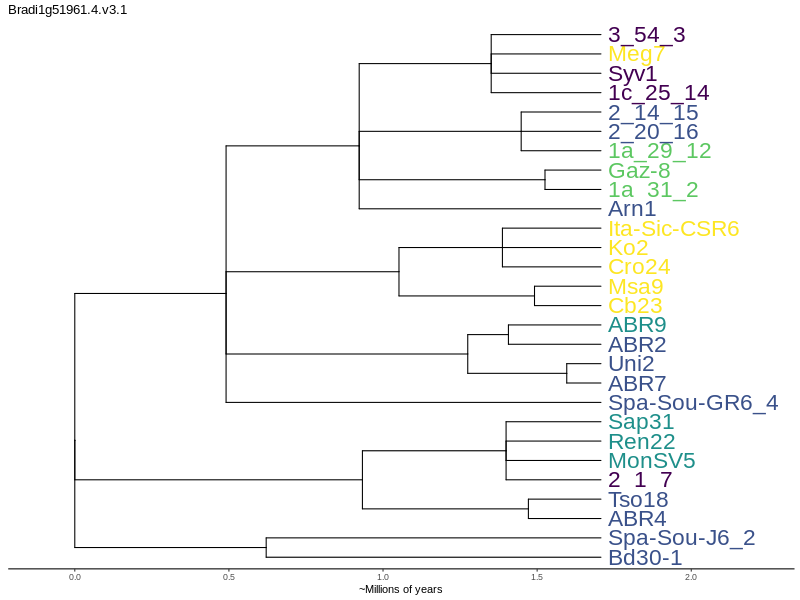 Bradi1g51961.4.v3.1
3_54_3
Meg7
Syv1
1c_25_14
2_14_15
2_20_16
1a_29_12
Gaz-8
1a_31_2
Arn1
Ita-Sic-CSR6
Ko2
Cro24
Msa9
Cb23
ABR9
ABR2
Uni2
ABR7
Spa-Sou-GR6_4
Sap31
Ren22
MonSV5
2_1_7
Tso18
ABR4
Spa-Sou-J6_2
Bd30-1
0.0 0.5 1.0 1.5 2.0
~Millions of years